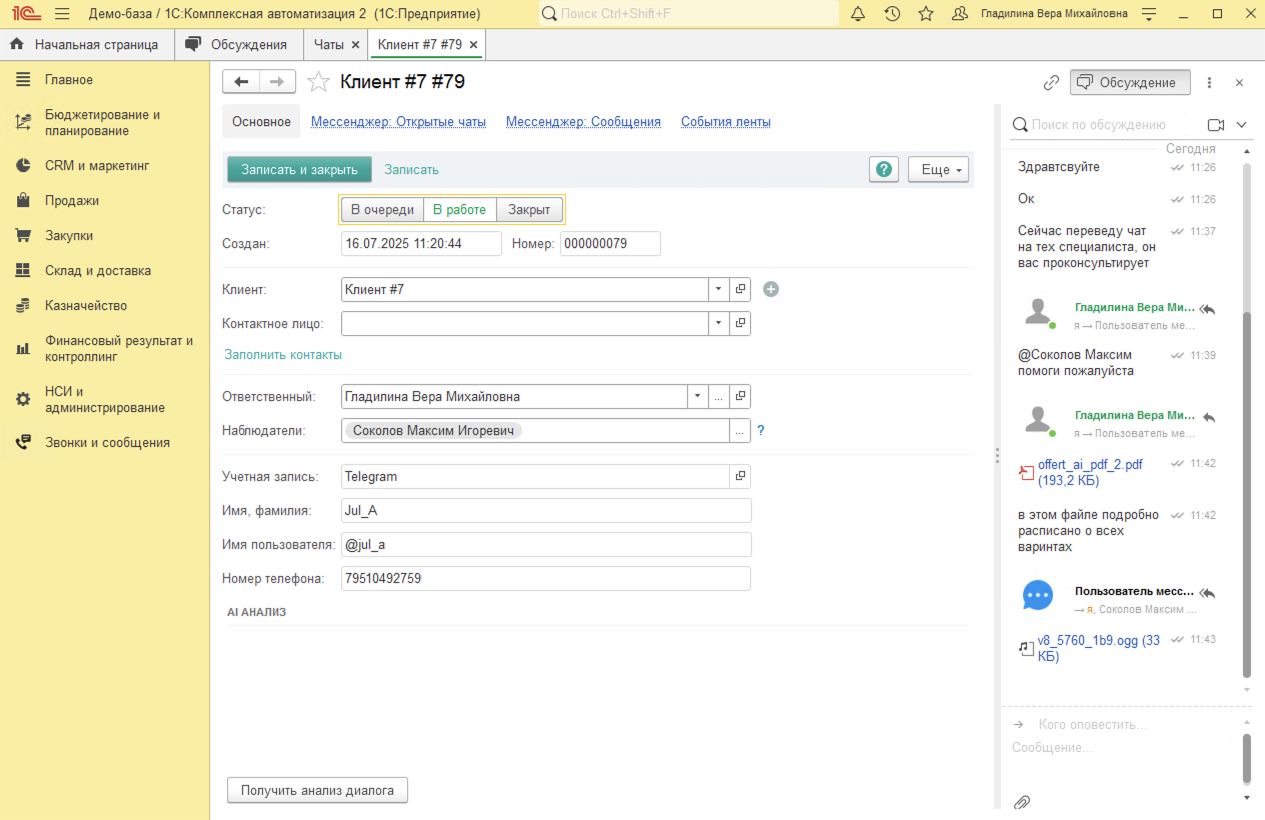 1С Демо-база / 1С:Комплексная автоматизация 2 (1С:Предприятие) Поиск Ctrl+Shift+F Гладилина Вера Михайловна
Начальная страница Обсуждения Чаты × Клиент #7 #79 ×
Главное
Бюджетирование и
планирование
CRM и маркетинг
Продажи
Закупки
Склад и доставка
Казначейство
Финансовый результат и
контроллинг
НСИ и
администрирование
Звонки и сообщения
Клиент #7 #79
Основное Мессенджер: Открытые чаты Мессенджер: Сообщения События ленты
Записать и закрыть Записать ? Еще
Статус: В очереди В работе Закрыт
Создан: 16.07.2025 11:20:44 Номер: 000000079
Клиент: Клиент #7
Контактное лицо:
Заполнить контакты
Ответственный: Гладилина Вера Михайловна ...
Наблюдатели: Соколов Максим Игоревич ... ?
Учетная запись: Telegram
Имя, фамилия: Jul_A
Имя пользователя: @jul_a
Номер телефона: 79510492759
AI АНАЛИЗ
Получить анализ диалога
Обсуждение
Поиск по обсуждению
Сегодня
Здравтсвуйте 11:26
Ок 11:26
Сейчас переведу чат 11:37
на тех специалиста, он
вас проконсультирует
Гладилина Вера Ми...
я → Пользователь ме...
@Соколов Максим 11:39
помоги пожалуйста
Гладилина Вера Ми...
я → Пользователь ме...
offert_ai_pdf_2.pdf 11:42
(193,2 КБ)
в этом файле подробно 11:42
расписано о всех
варинтах
Пользователь месс...
→ я, Соколов Максим ...
v8_5760_1b9.ogg (33 11:43
КБ)
Кого оповестить...
Сообщение...